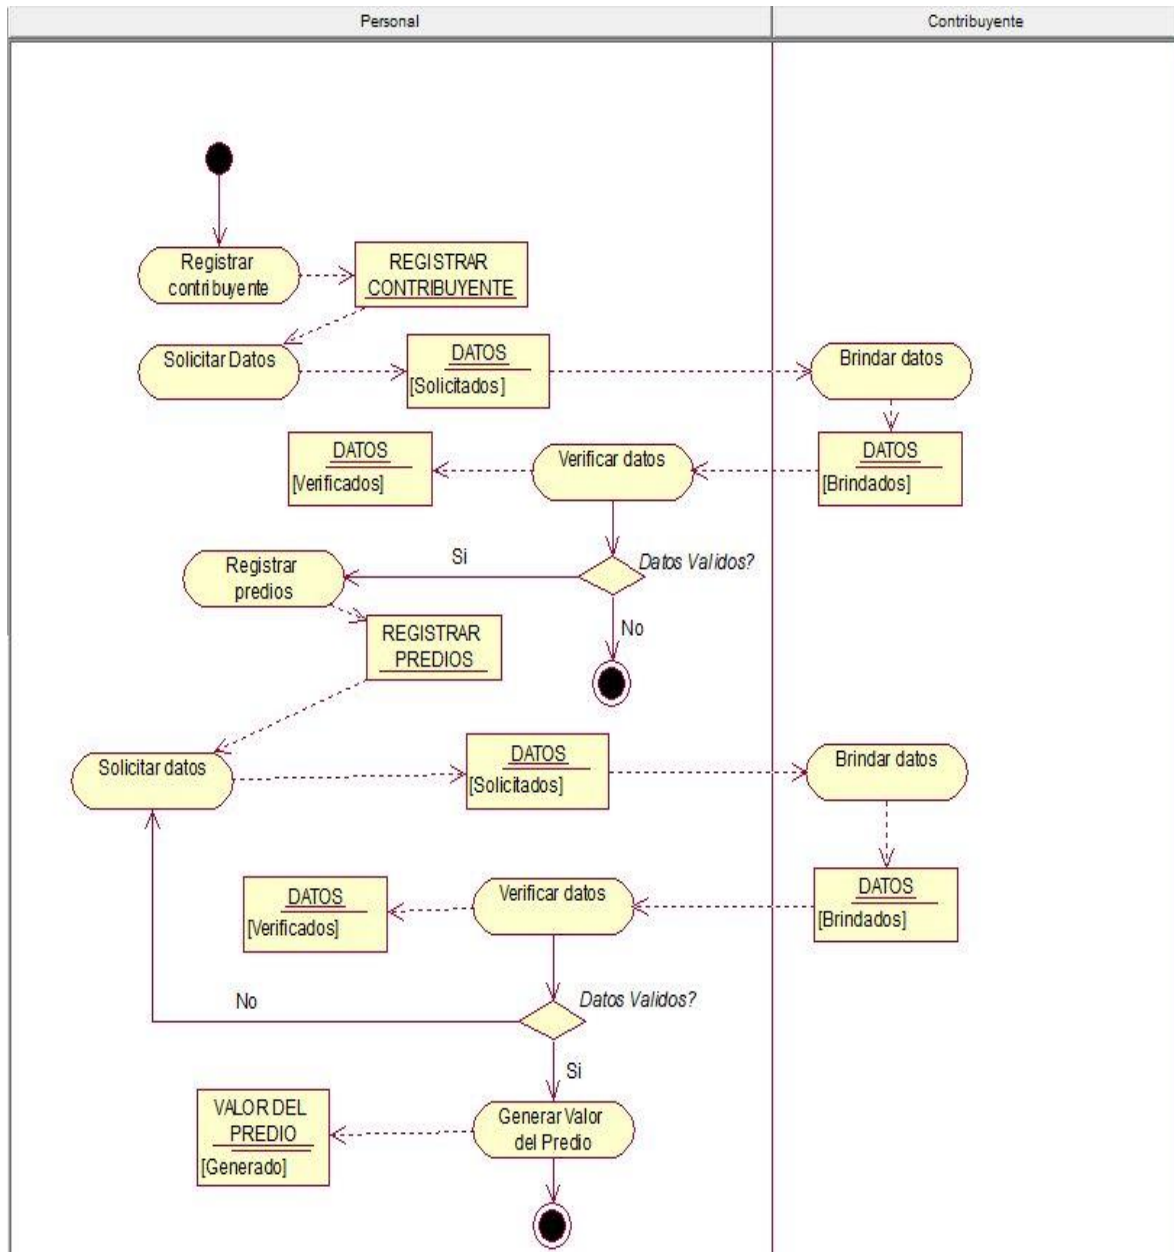 Personal
Contribuyente
Registrar
contribuyente
REGISTRAR
CONTRIBUYENTE
Solicitar Datos
DATOS
[Solicitados]
Brindar datos
DATOS
[Verificados]
Verificar datos
DATOS
[Brindados]
Registrar
predios
Si
Datos Validos?
No
REGISTRAR
PREDIOS
Solicitar datos
DATOS
[Solicitados]
Brindar datos
DATOS
[Verificados]
Verificar datos
DATOS
[Brindados]
No
Datos Validos?
Si
VALOR DEL
PREDIO
[Generado]
Generar Valor
del Predio